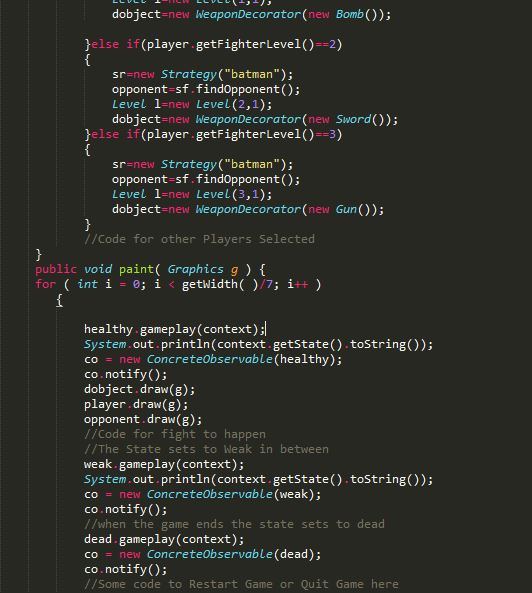 dobject=new WeaponDecorator(new Bomb());
}else if(player.getFighterLevel()==2)
{
sr=new Strategy("batman");
opponent=sf.findOpponent();
Level l=new Level(2,1);
dobject=new WeaponDecorator(new Sword());
}else if(player.getFighterLevel()==3)
{
sr=new Strategy("batman");
opponent=sf.findOpponent();
Level l=new Level(3,1);
dobject=new WeaponDecorator(new Gun());
}
//Code for other Players Selected
}
public void paint( Graphics g ) {
for ( int i = 0; i < getWidth( )/7; i++ )
{
healthy.gameplay(context);
System.out.println(context.getState().toString());
co = new ConcreteObservable(healthy);
co.notify();
dobject.draw(g);
player.draw(g);
opponent.draw(g);
//Code for fight to happen
//The State sets to Weak in between
weak.gameplay(context);
System.out.println(context.getState().toString());
co = new ConcreteObservable(weak);
co.notify();
//when the game ends the state sets to dead
dead.gameplay(context);
co = new ConcreteObservable(dead);
co.notify();
//Some code to Restart Game or Quit Game here